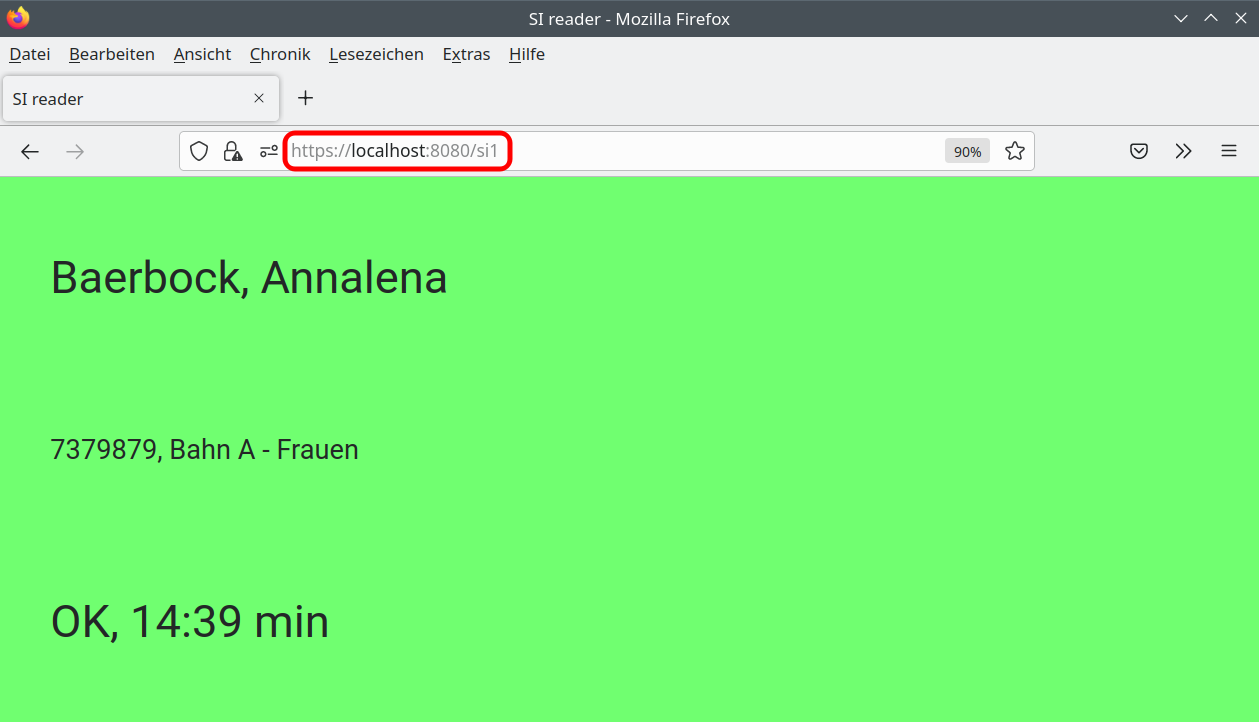 SI reader - Mozilla Firefox
Datei Bearbeiten Ansicht Chronik Lesezeichen Extras Hilfe
SI reader
https://localhost:8080/si1 90%
Baerbock, Annalena
7379879, Bahn A - Frauen
OK, 14:39 min